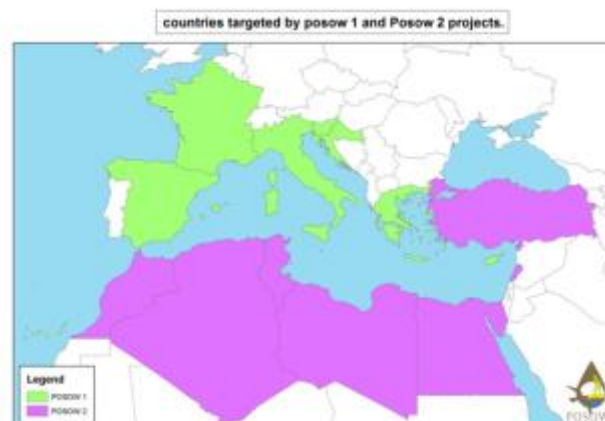 countries targeted by posow 1 and Posow 2 projects.
Legend
POSOW 1
POSOW 2
POSOW